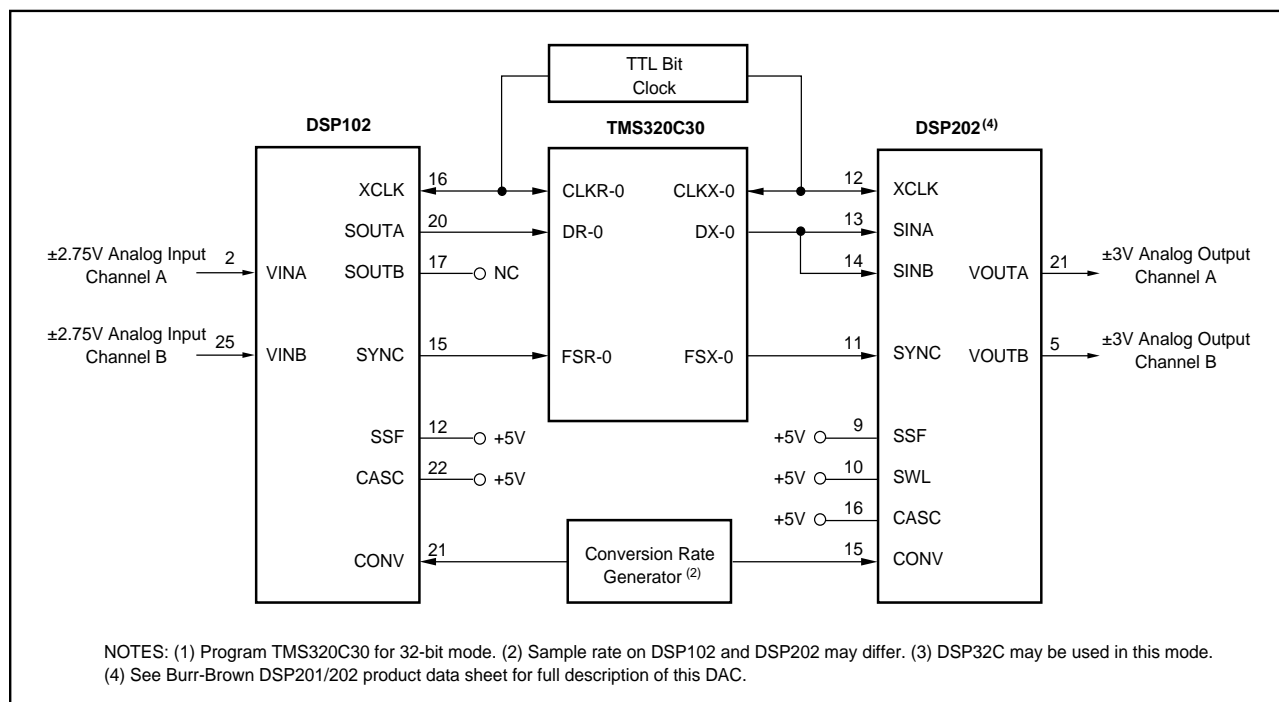 TTL Bit
Clock
DSP102
TMS320C30
DSP202(4)
XCLK
16
CLKR-0
CLKX-0
12
XCLK
SOUTA
20
DR-0
DX-0
13
SINA
±2.75V Analog Input
Channel A
2
VINA
SOUTB
17
NC
14
SINB
VOUTA
21
±3V Analog Output
Channel A
±2.75V Analog Input
Channel B
25
VINB
SYNC
15
FSR-0
FSX-0
11
SYNC
VOUTB
5
±3V Analog Output
Channel B
SSF
12
+5V
+5V
9
SSF
CASC
22
+5V
+5V
10
SWL
+5V
16
CASC
CONV
21
Conversion Rate
Generator (2)
15
CONV
NOTES: (1) Program TMS320C30 for 32-bit mode. (2) Sample rate on DSP102 and DSP202 may differ. (3) DSP32C may be used in this mode.
(4) See Burr-Brown DSP201/202 product data sheet for full description of this DAC.